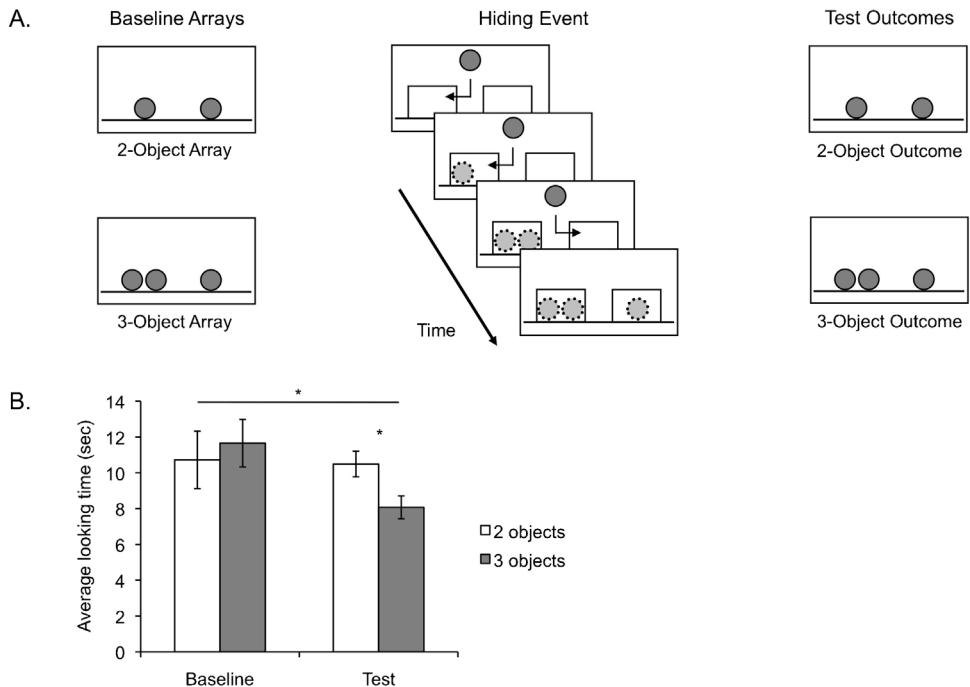 A.
Baseline Arrays
Hiding Event
Test Outcomes
2-Object Array
2-Object Outcome
3-Object Array
3-Object Outcome
Time
B.
Average looking time (sec)
14
12
10
8
6
4
2
0
*
*
2 objects
3 objects
Baseline
Test